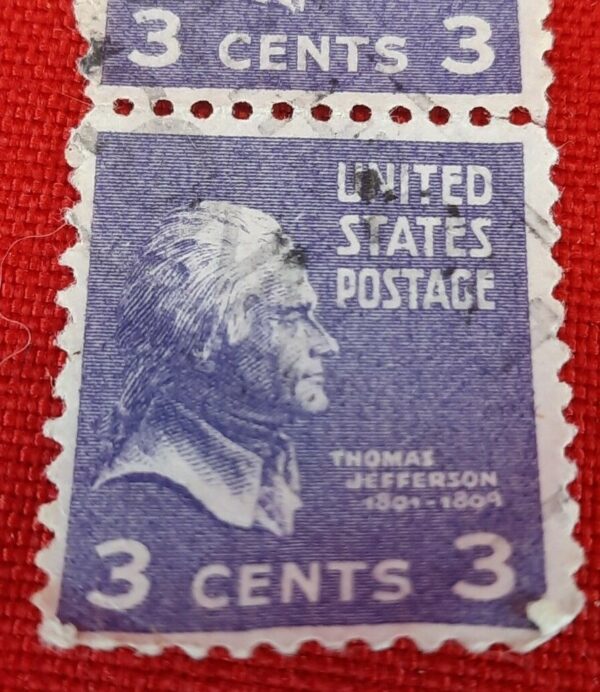 3 CENTS 3
UNITED
STATES
POSTAGE
THOMAS
JEFFERSON
1801-1809
3 CENTS 3